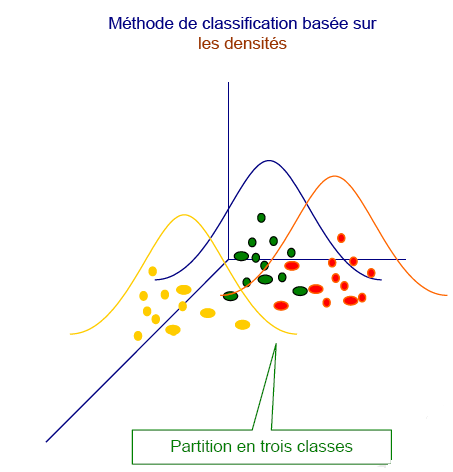 Méthode de classification basée sur
les densités
Partition en trois classes